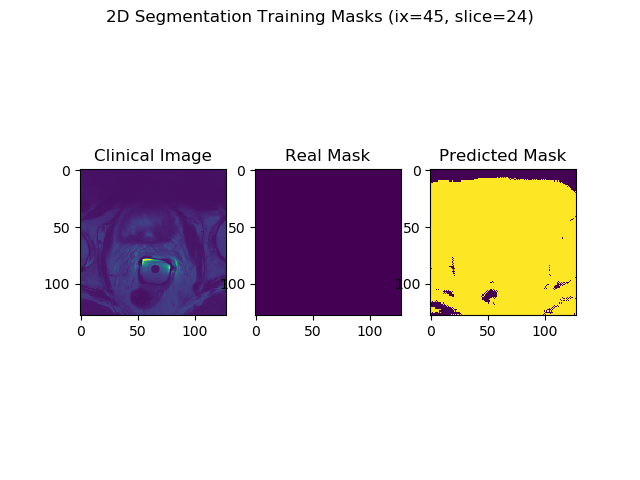 2D Segmentation Training Masks (ix=45, slice=24)
Clinical Image Real Mask Predicted Mask
0 0 0
50 50 50
100 100 100
0 50 100 0 50 100 0 50 100